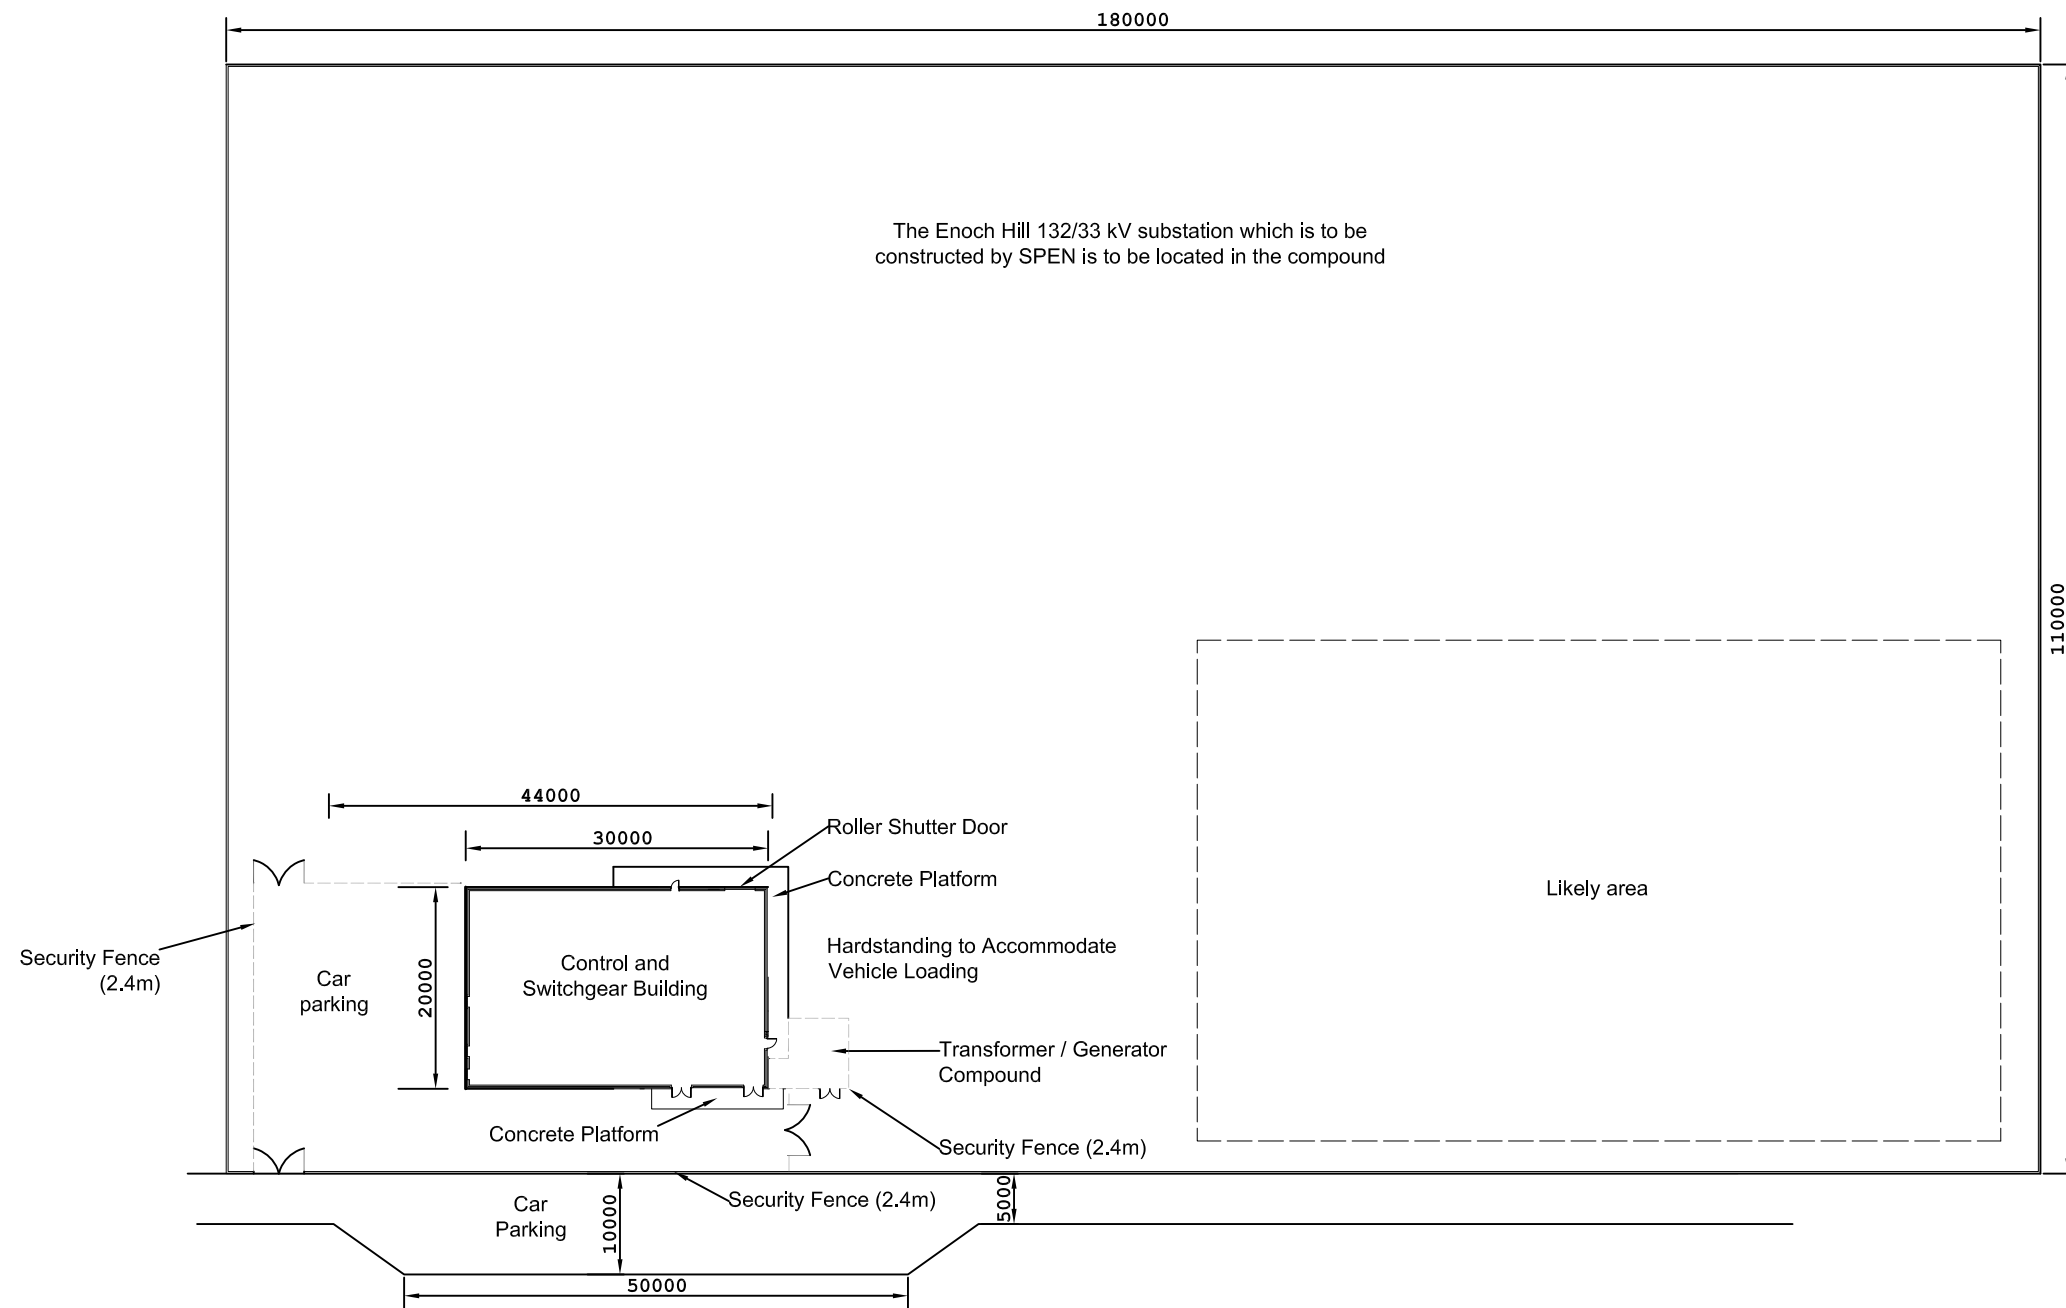 180000
The Enoch Hill 132/33 kV substation which is to be
constructed by SPEN is to be located in the compound
110000
44000
30000
Roller Shutter Door
Concrete Platform
Likely area
Security Fence
(2.4m)
Car
parking
20000
Control and
Switchgear Building
Hardstanding to Accommodate
Vehicle Loading
Transformer / Generator
Compound
Concrete Platform
Security Fence (2.4m)
Security Fence (2.4m)
Car
Parking
10000
5000
50000